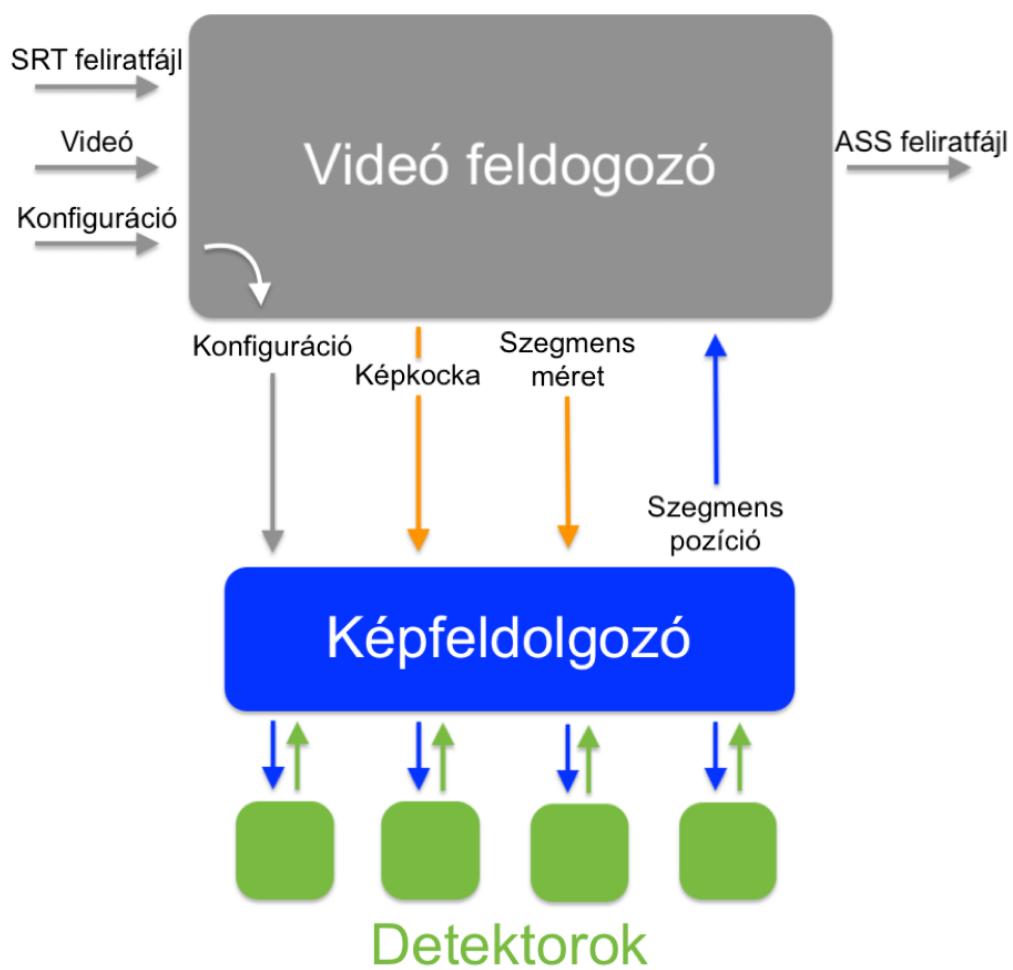 SRT feliratfájl
Videó
Konfiguráció
Videó feldogozó
ASS feliratfájl
Konfiguráció
Képkocka
Szegmens
méret
Szegmens
pozíció
Képfeldolgozó
Detektorok